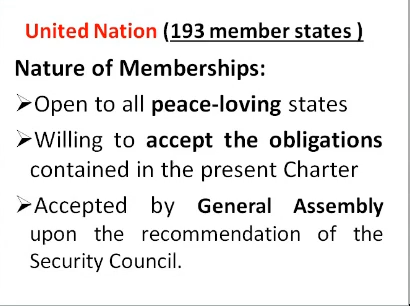 United Nation (193 member states )
Nature of Memberships:
➢Open to all peace-loving states
➢Willing to accept the obligations
contained in the present Charter
➢Accepted by General Assembly
upon the recommendation of the
Security Council.